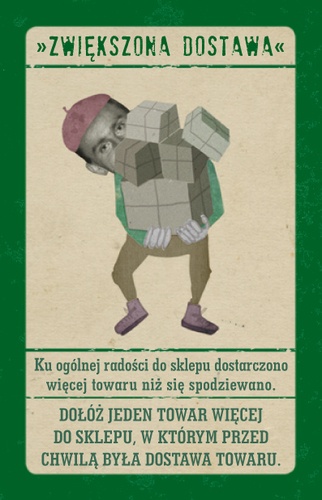 »ZWIĘKSZONA DOSTAWA«
Ku ogólnej radości do sklepu dostarczono
więcej towaru niż się spodziewano.
DOŁÓŻ JEDEN TOWAR WIĘCEJ
DO SKLEPU, W KTÓRYM PRZED
CHWILĄ BYŁA DOSTAWA TOWARU.